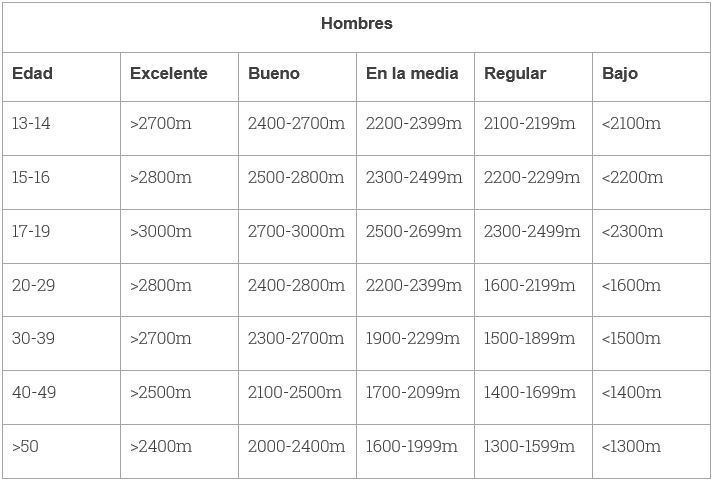 Hombres
Edad Excelente Bueno En la media Regular Bajo
13-14 >2700m 2400-2700m 2200-2399m 2100-2199m <2100m
15-16 >2800m 2500-2800m 2300-2499m 2200-2299m <2200m
17-19 >3000m 2700-3000m 2500-2699m 2300-2499m <2300m
20-29 >2800m 2400-2800m 2200-2399m 1600-2199m <1600m
30-39 >2700m 2300-2700m 1900-2299m 1500-1899m <1500m
40-49 >2500m 2100-2500m 1700-2099m 1400-1699m <1400m
>50 >2400m 2000-2400m 1600-1999m 1300-1599m <1300m